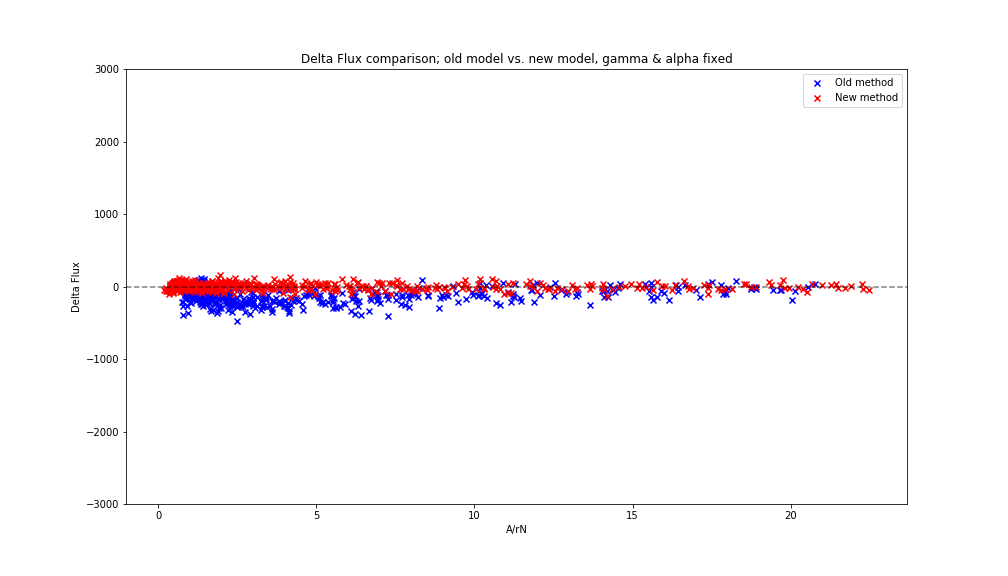 Delta Flux comparison; old model vs. new model, gamma & alpha fixed
Old method
New method
3000
2000
1000
0
−1000
−2000
−3000
Delta Flux
0
5
10
15
20
A/rN